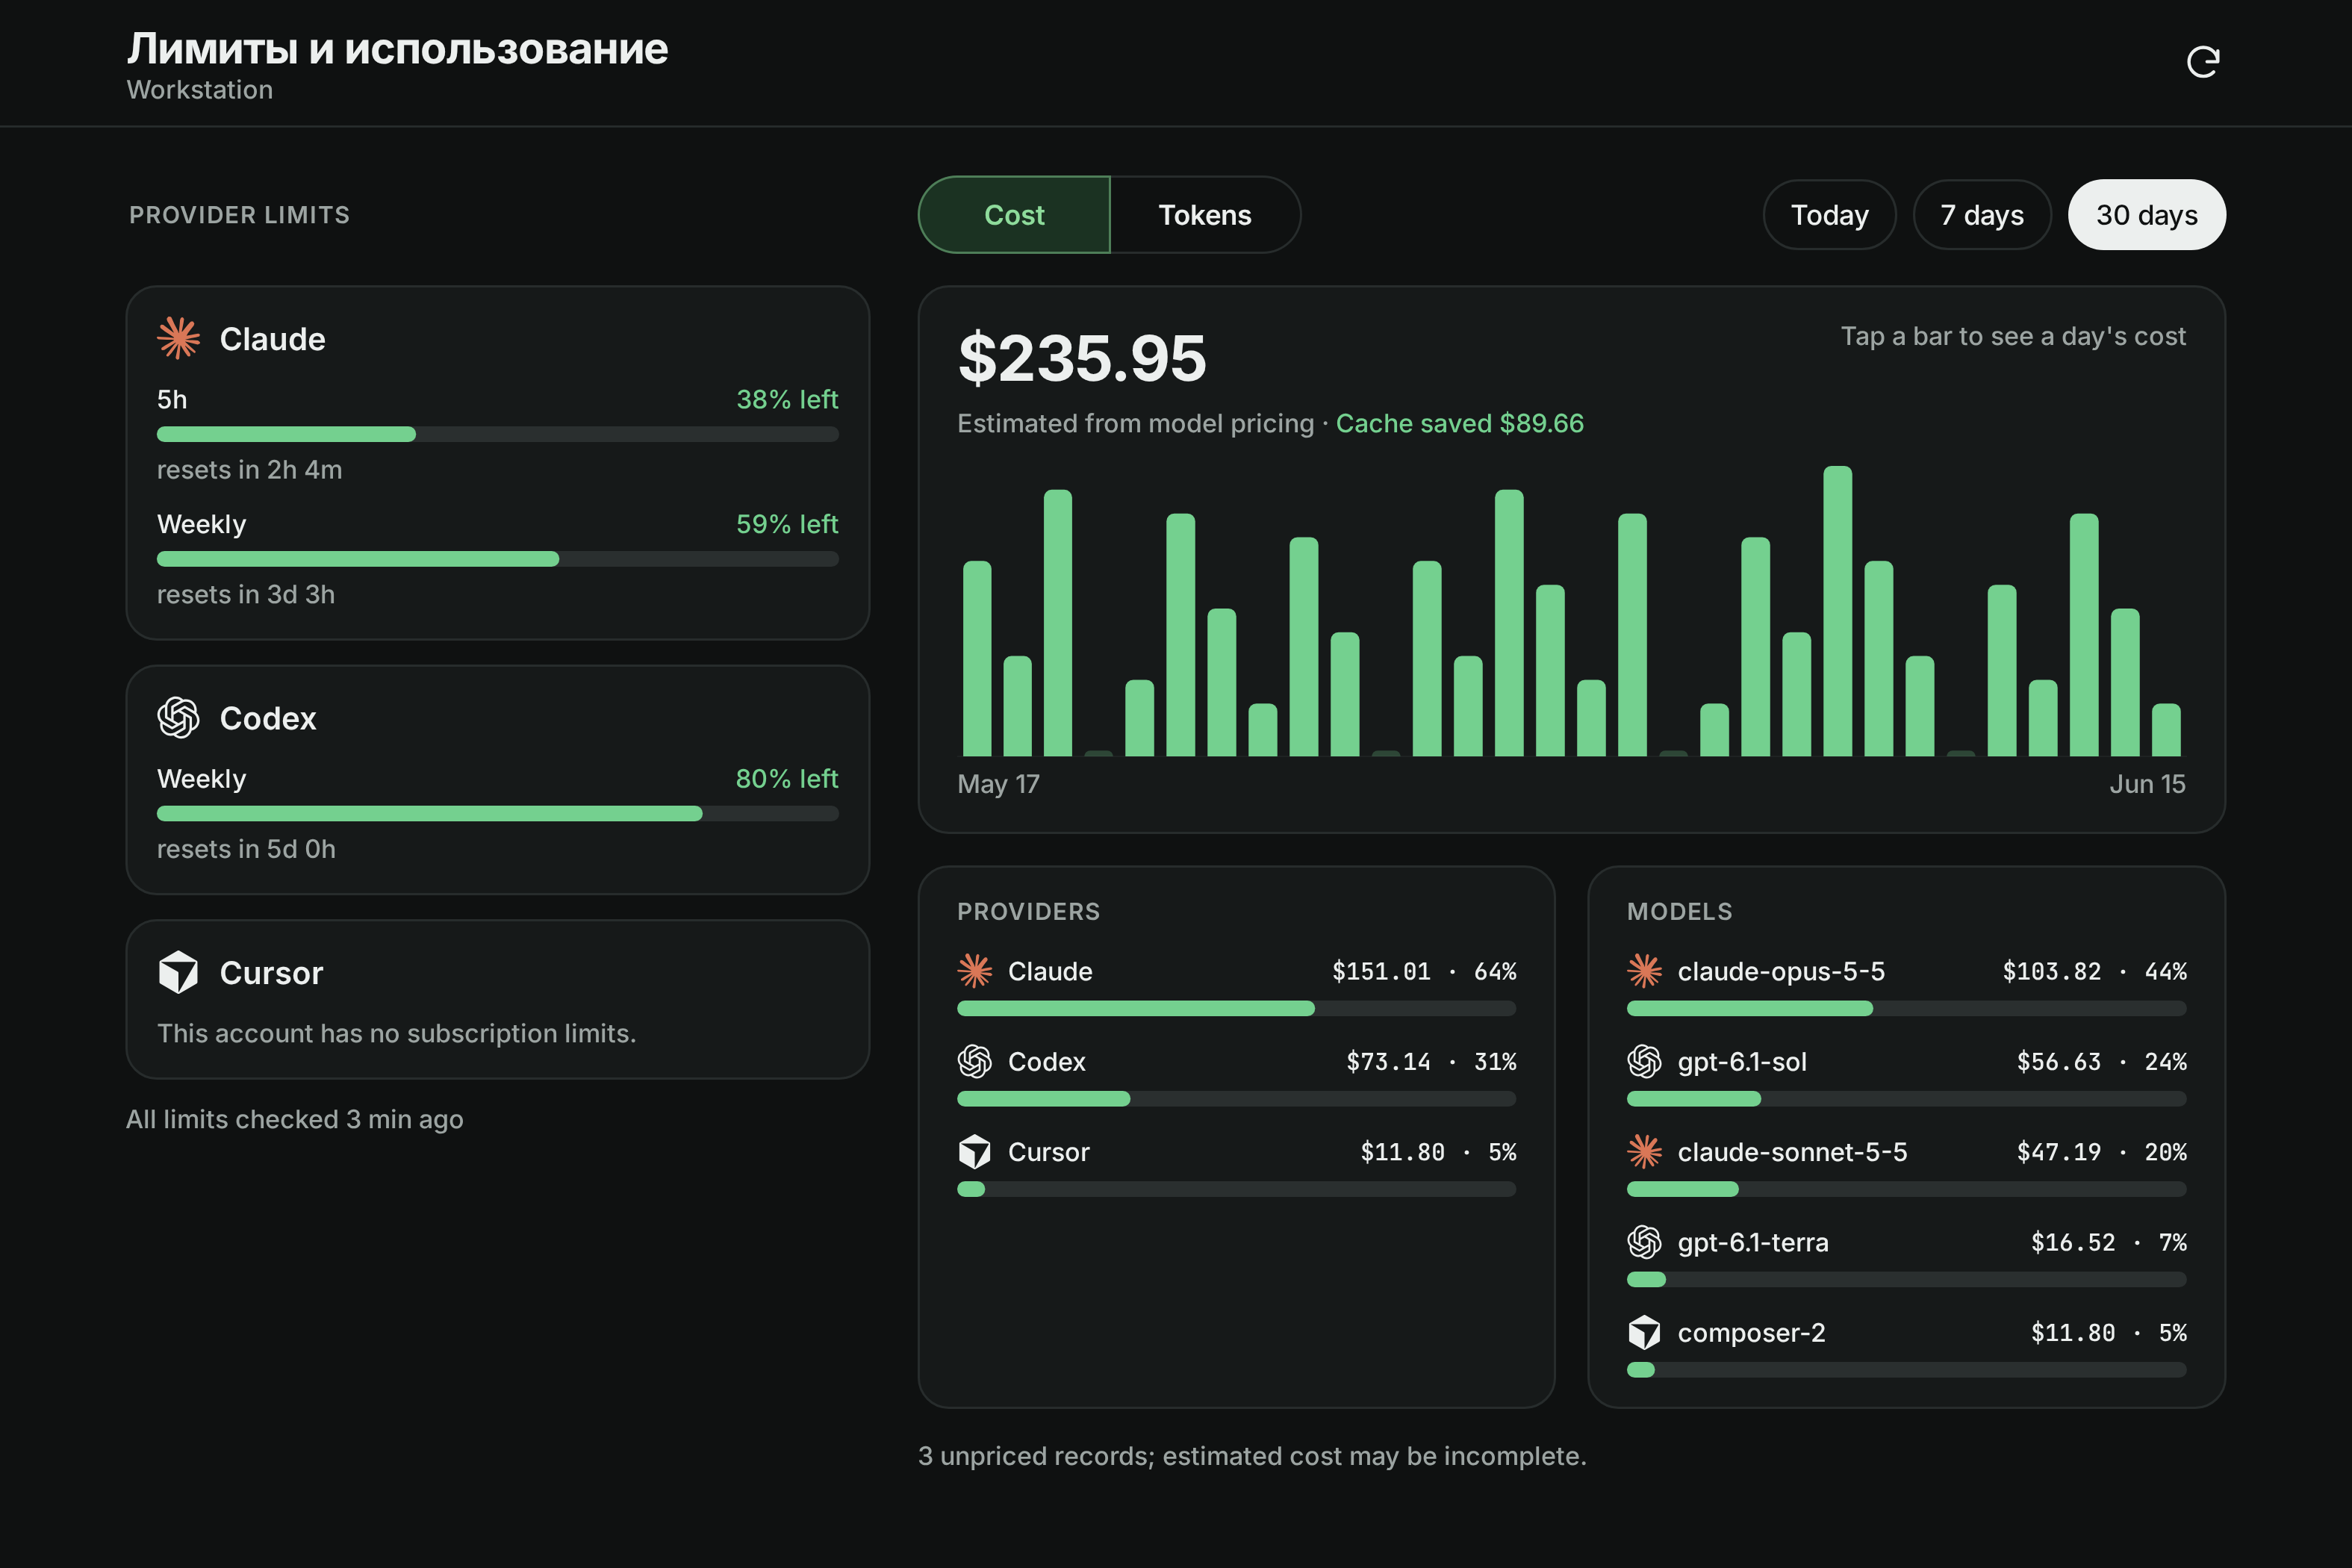 Лимиты и использование
Workstation
PROVIDER LIMITS
Claude
5h 38% left
resets in 2h 4m
Weekly 59% left
resets in 3d 3h
Codex
Weekly 80% left
resets in 5d 0h
Cursor
This account has no subscription limits.
All limits checked 3 min ago
Cost Tokens Today 7 days 30 days
$235.95 Tap a bar to see a day's cost
Estimated from model pricing · Cache saved $89.66
May 17 Jun 15
PROVIDERS
Claude $151.01 · 64%
Codex $73.14 · 31%
Cursor $11.80 · 5%
MODELS
claude-opus-5-5 $103.82 · 44%
gpt-6.1-sol $56.63 · 24%
claude-sonnet-5-5 $47.19 · 20%
gpt-6.1-terra $16.52 · 7%
composer-2 $11.80 · 5%
3 unpriced records; estimated cost may be incomplete.